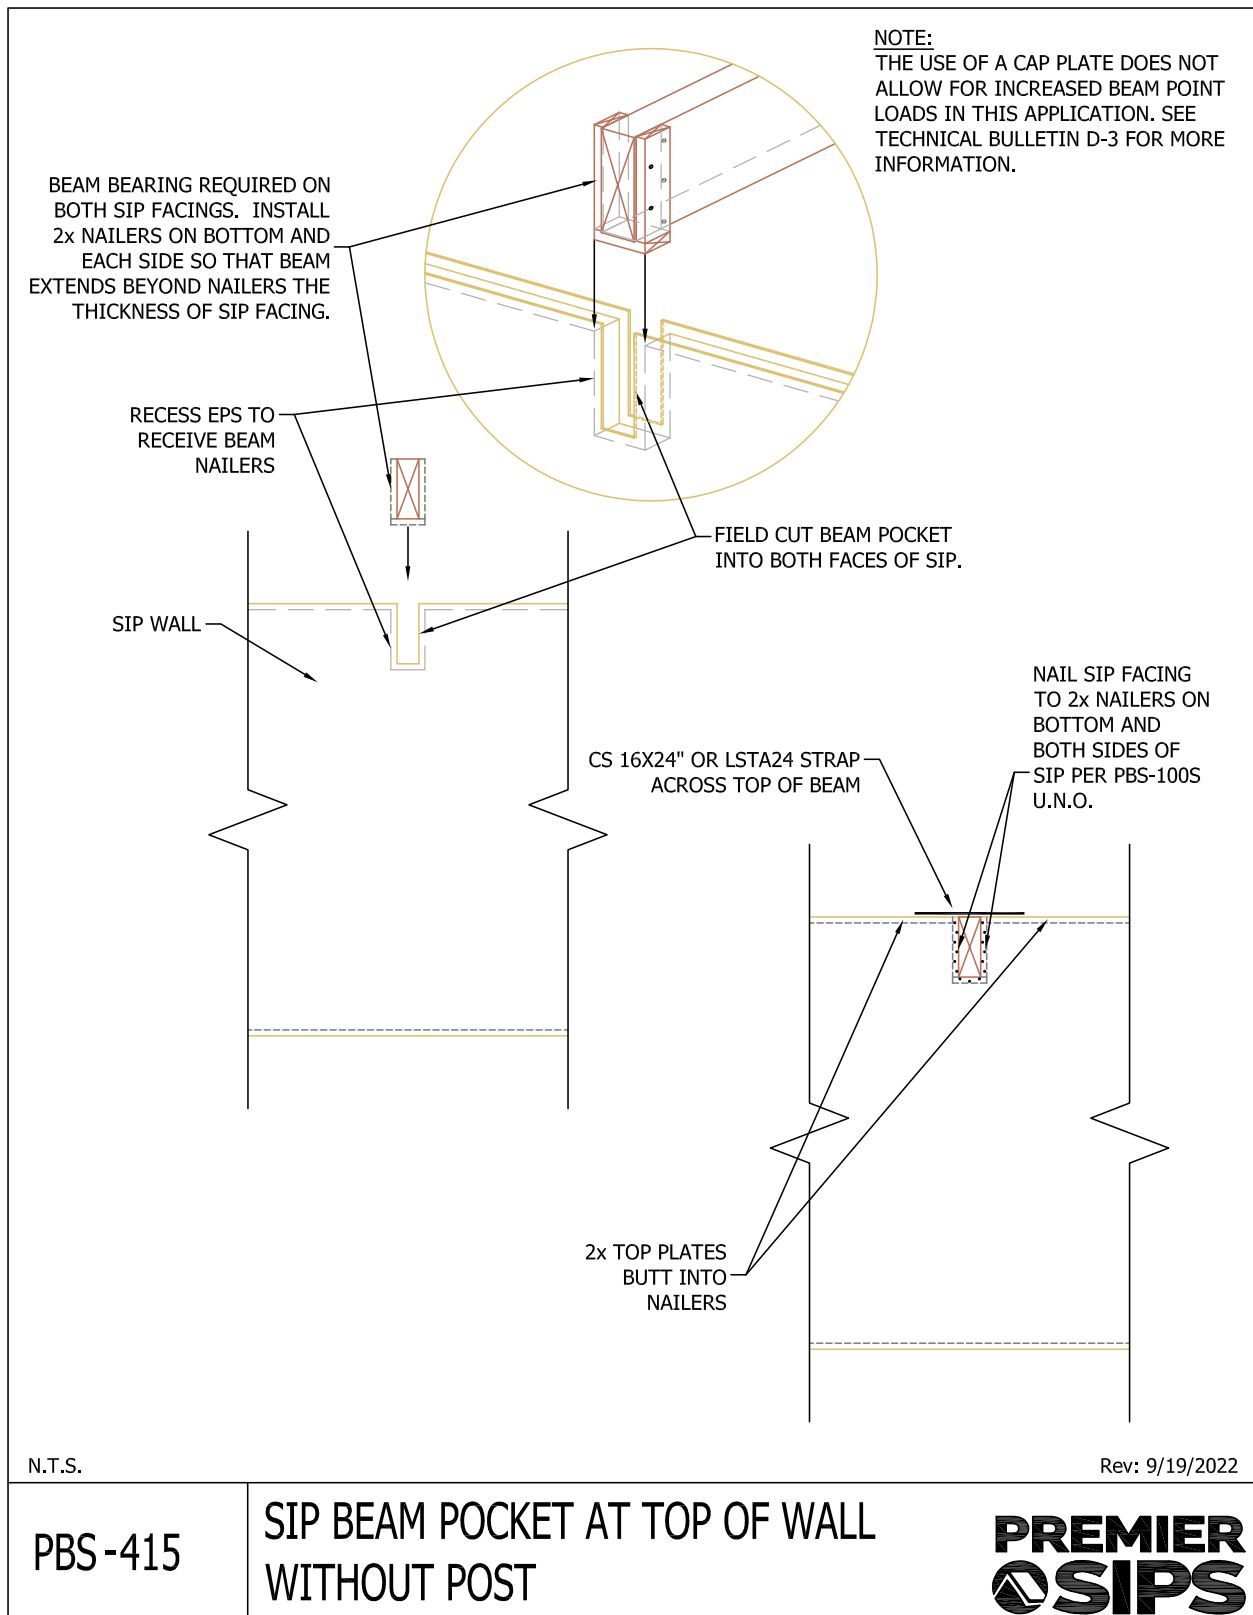 NOTE:
THE USE OF A CAP PLATE DOES NOT
ALLOW FOR INCREASED BEAM POINT
LOADS IN THIS APPLICATION. SEE
TECHNICAL BULLETIN D-3 FOR MORE
INFORMATION.
BEAM BEARING REQUIRED ON
BOTH SIP FACINGS. INSTALL
2x NAILERS ON BOTTOM AND
EACH SIDE SO THAT BEAM
EXTENDS BEYOND NAILERS THE
THICKNESS OF SIP FACING.
RECESS EPS TO
RECEIVE BEAM
NAILERS
FIELD CUT BEAM POCKET
INTO BOTH FACES OF SIP.
SIP WALL
NAIL SIP FACING
TO 2x NAILERS ON
BOTTOM AND
BOTH SIDES OF
SIP PER PBS-100S
U.N.O.
CS 16X24" OR LSTA24 STRAP
ACROSS TOP OF BEAM
2x TOP PLATES
BUTT INTO
NAILERS
N.T.S.
Rev: 9/19/2022
PBS-415
SIP BEAM POCKET AT TOP OF WALL
WITHOUT POST
PREMIER
SIPS